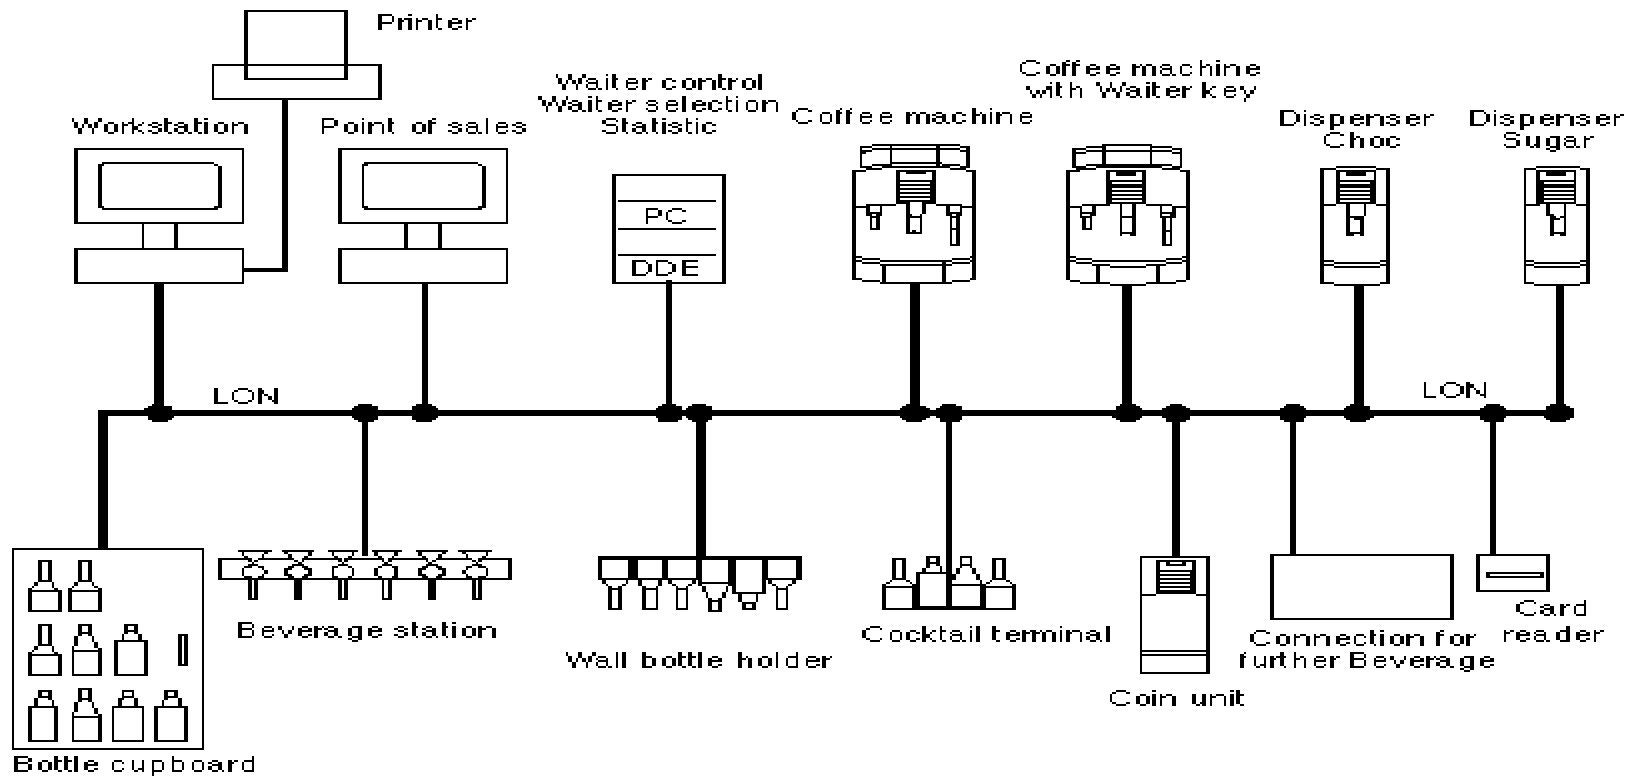 Printer
Workstation
Point of sales
Waiter control
Waiter selection
Statistic
Coffee machine
Coffee machine
with Waiter key
Dispenser
Choc
Dispenser
Sugar
PC
DDE
LON
LON
Beverage station
Wall bottle holder
Cocktail terminal
Coin unit
Connection for
further Beverage
Card
reader
Bottle cupboard